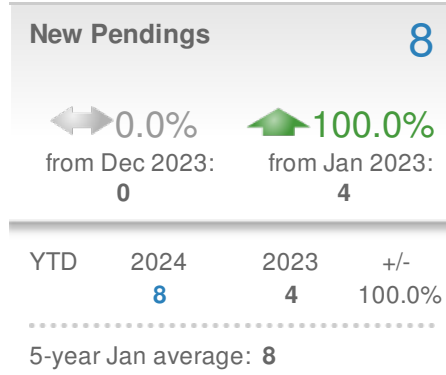 New Pendings 8
0.0% 100.0%
from Dec 2023: from Jan 2023:
0 4
YTD 2024 2023 +/-
8 4 100.0%
5-year Jan average: 8